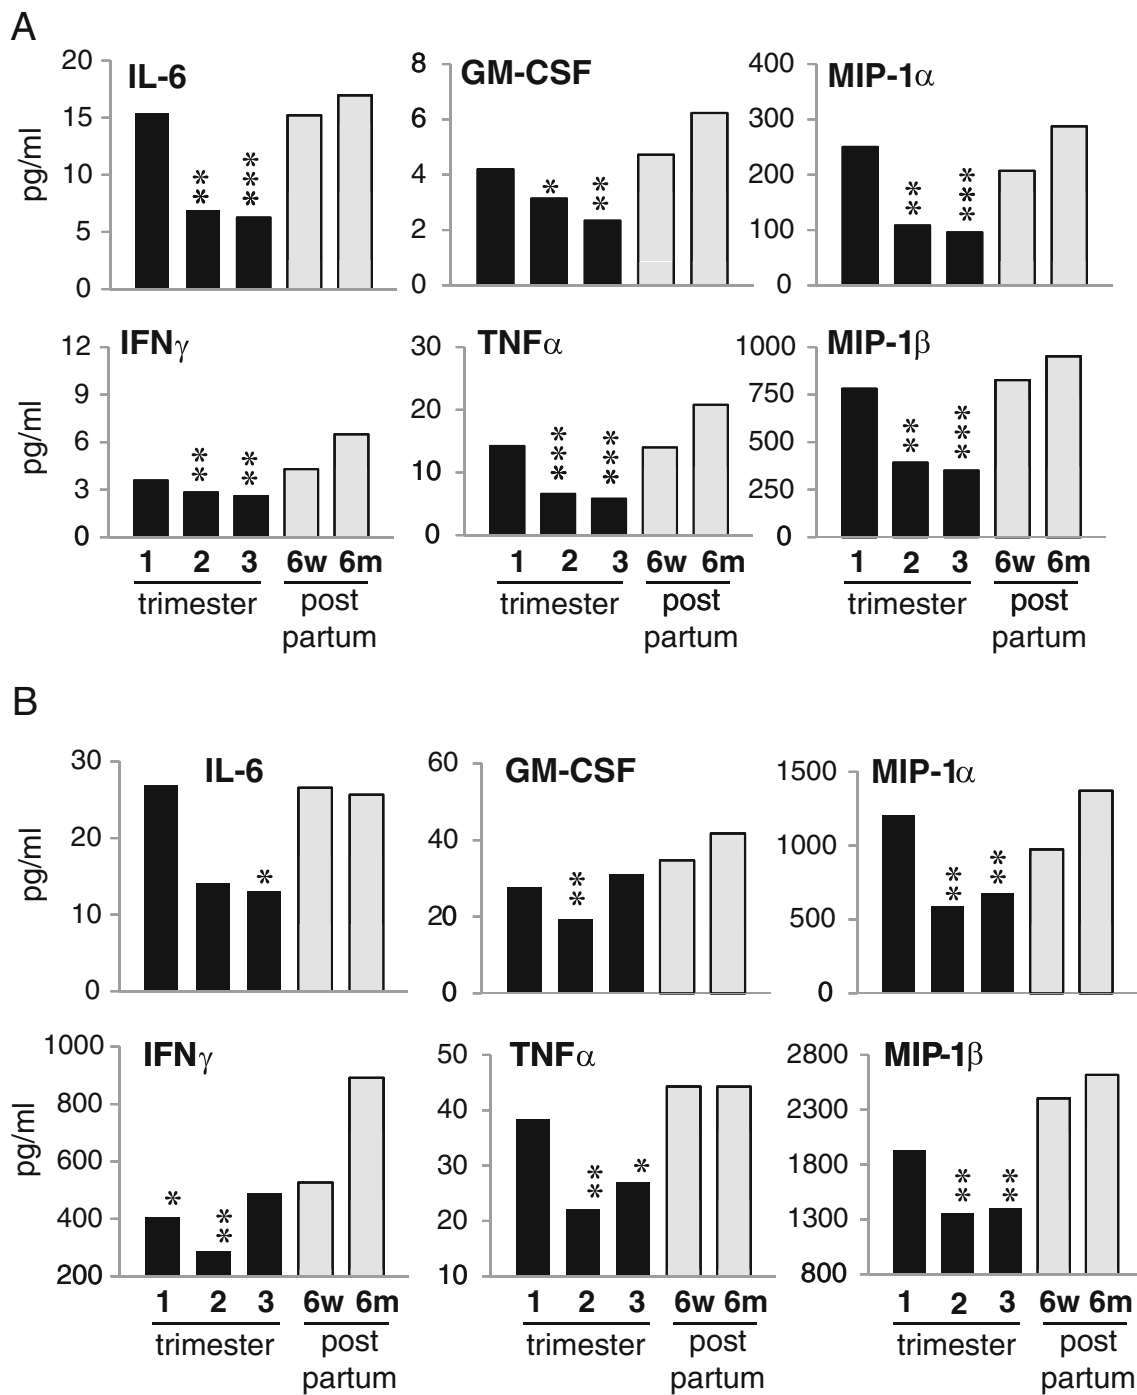 A
IL-6 GM-CSF MIP-1α
pg/ml
20 15 10 5 0
** ***
8 6 4 2 0
* **
400 300 200 100 0
** ***
IFNγ TNFα MIP-1β
pg/ml
12 9 6 3 0
** **
30 20 10 0
*** ***
1000 750 500 250 0
** ***
1 2 3 6w 6m 1 2 3 6w 6m 1 2 3 6w 6m
trimester post trimester post trimester post
partum partum partum
B
IL-6 GM-CSF MIP-1α
pg/ml
30 20 10 0
*
60 40 20 0
**
1500 1000 500 0
** **
IFNγ TNFα MIP-1β
pg/ml
1000 800 600 400 200
* **
50 40 30 20 10
** *
2800 2300 1800 1300 800
** **
1 2 3 6w 6m 1 2 3 6w 6m 1 2 3 6w 6m
trimester post trimester post trimester post
partum partum partum